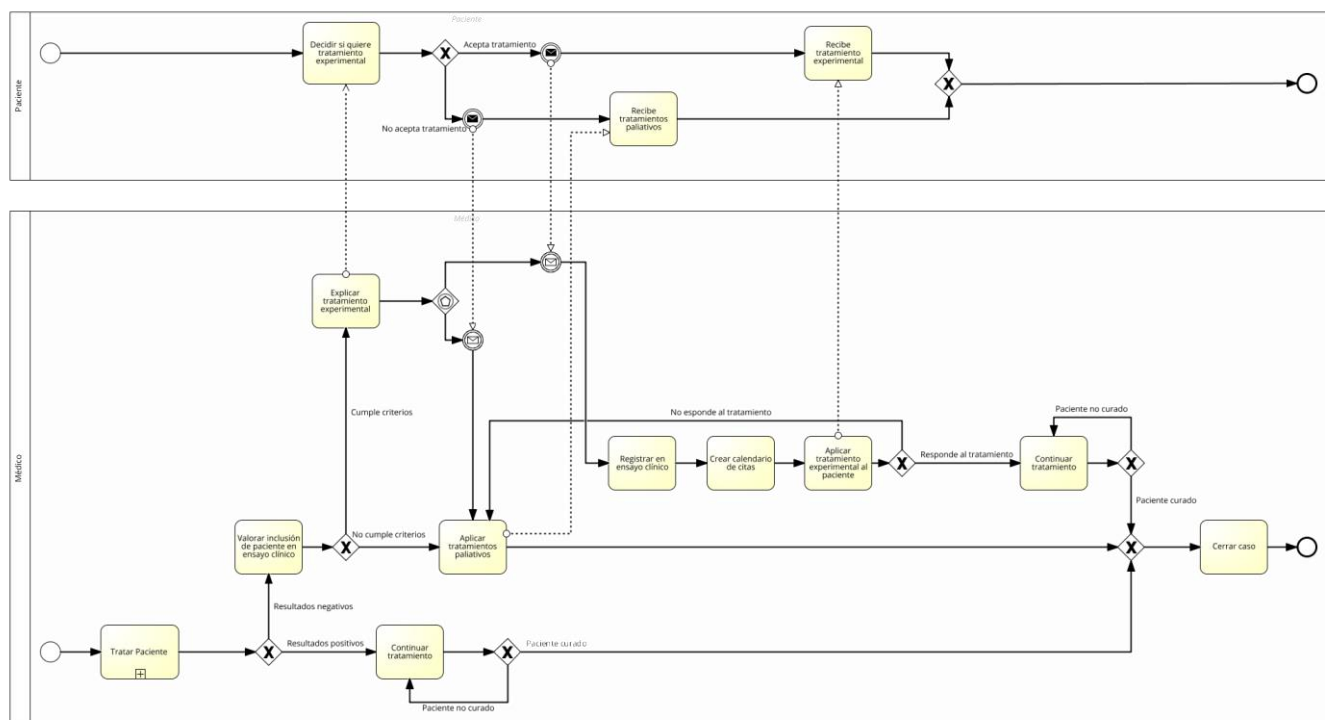 Paciente
Paciente
Decidir si quiere
tratamiento
experimental
Acepta tratamiento
Recibe
tratamiento
experimental
No acepta tratamiento
Recibe
tratamientos
paliativos
Médico
Médico
Explicar
tratamiento
experimental
Cumple criterios
No esponde al tratamiento
Paciente no curado
Registrar en
ensayo clínico
Crear calendario
de citas
Aplicar
tratamiento
experimental al
paciente
Responde al tratamiento
Continuar
tratamiento
Paciente curado
Valorar inclusión
de paciente en
ensayo clínico
No cumple criterios
Aplicar
tratamientos
paliativos
Cerrar caso
Resultados negativos
Tratar Paciente
Resultados positivos
Continuar
tratamiento
Paciente curado
Paciente no curado